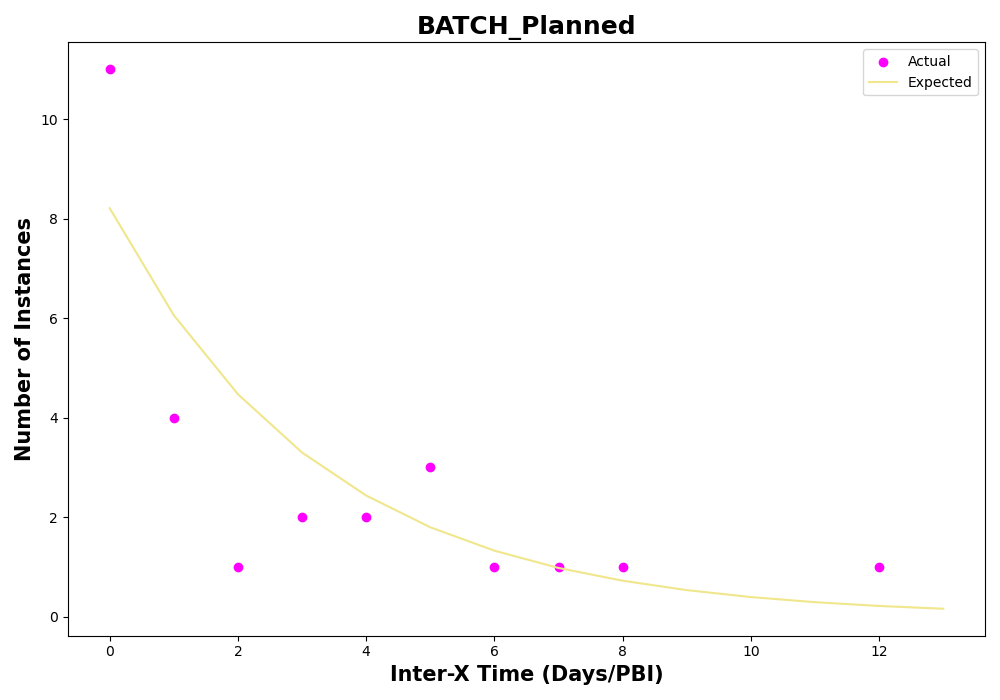 BATCH_Planned
Actual
Expected
Number of Instances
10
8
6
4
2
0
0 2 4 6 8 10 12
Inter-X Time (Days/PBI)